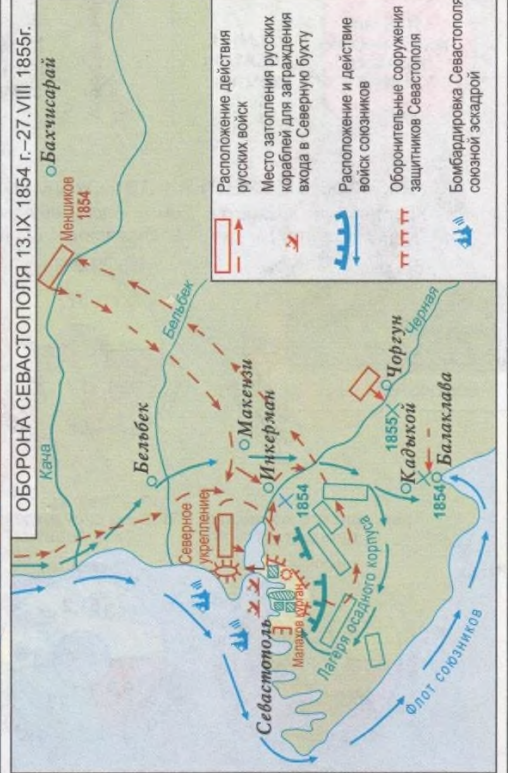 ОБОРОНА СЕВАСТОПОЛЯ 13.IX 1854 г.–27.VIII 1855г.
Кача
Меншиков
1854
Бахчисарай
Бельбек
Бельбек
Северное
укрепление
Макензи
Инкерман
1854
Севастополь
Малахов курган
Лагеря осадного корпуса
Чоргун
Черная
1855
Кадыкой
1854
Балаклава
Флот союзников
Расположение действия
русских войск
Место затопления русских
кораблей для заграждения
входа в Северную бухту
Расположение и действие
войск союзников
Оборонительные сооружения
защитников Севастополя
Бомбардировка Севастополя
союзной эскадрой